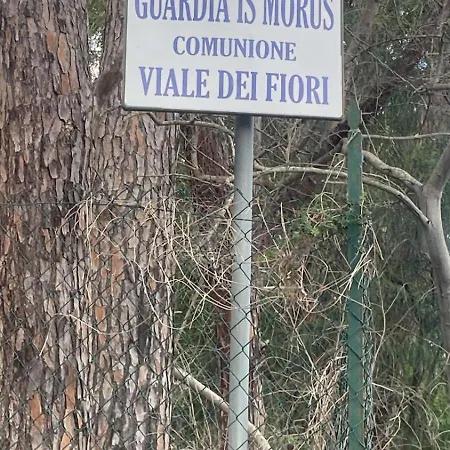 GUARDIA IS MORUS
COMUNIONE
VIALE DEI FIORI